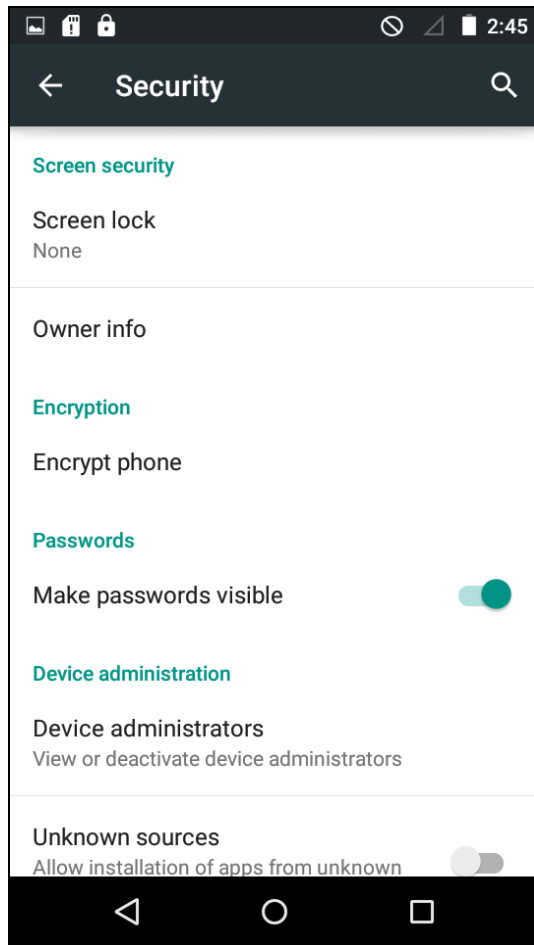 2:45
Security
Screen security
Screen lock
None
Owner info
Encryption
Encrypt phone
Passwords
Make passwords visible
Device administration
Device administrators
View or deactivate device administrators
Unknown sources
Allow installation of apps from unknown